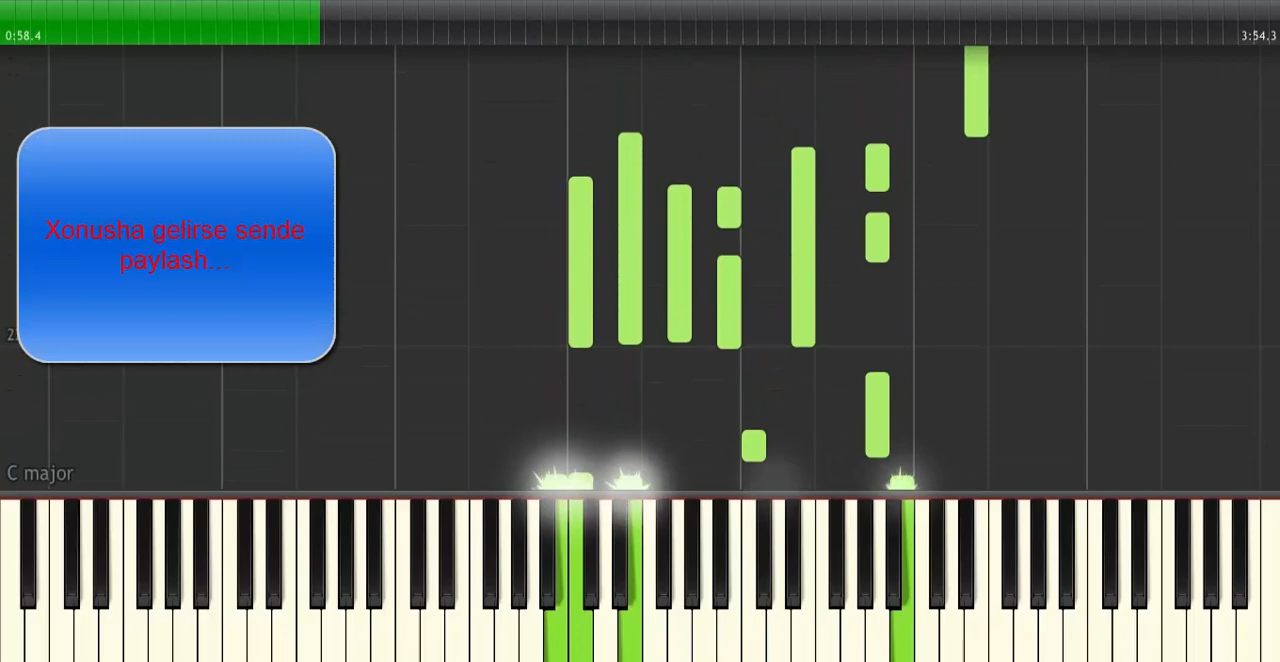 0:58.4
3:54.3
Xonusha gelirse sende
paylash...
C major